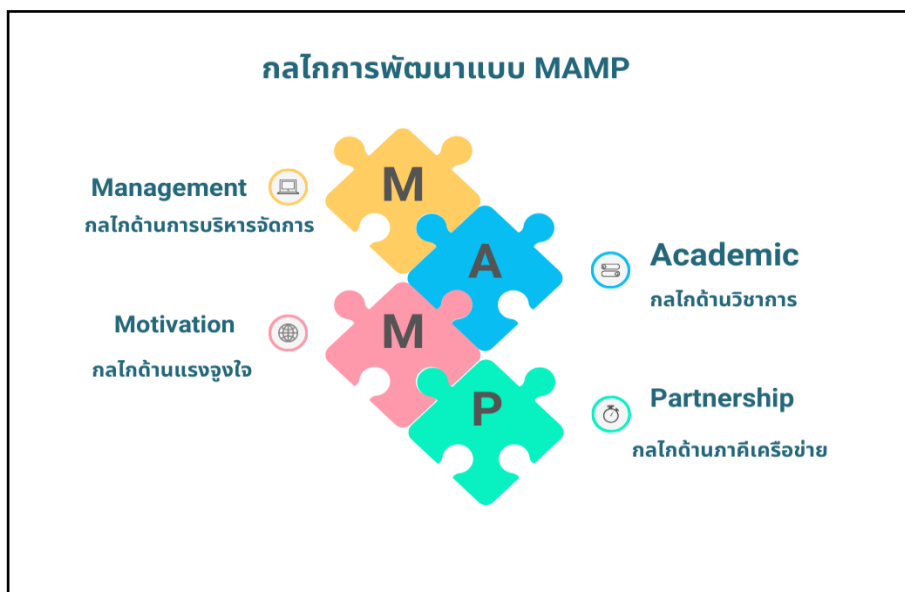 กลไกการพัฒนาแบบ MAMP
M
Management
กลไกด้านการบริหารจัดการ
A
Academic
กลไกด้านวิชาการ
M
Motivation
กลไกด้านแรงจูงใจ
P
Partnership
กลไกด้านภาคีเครือข่าย